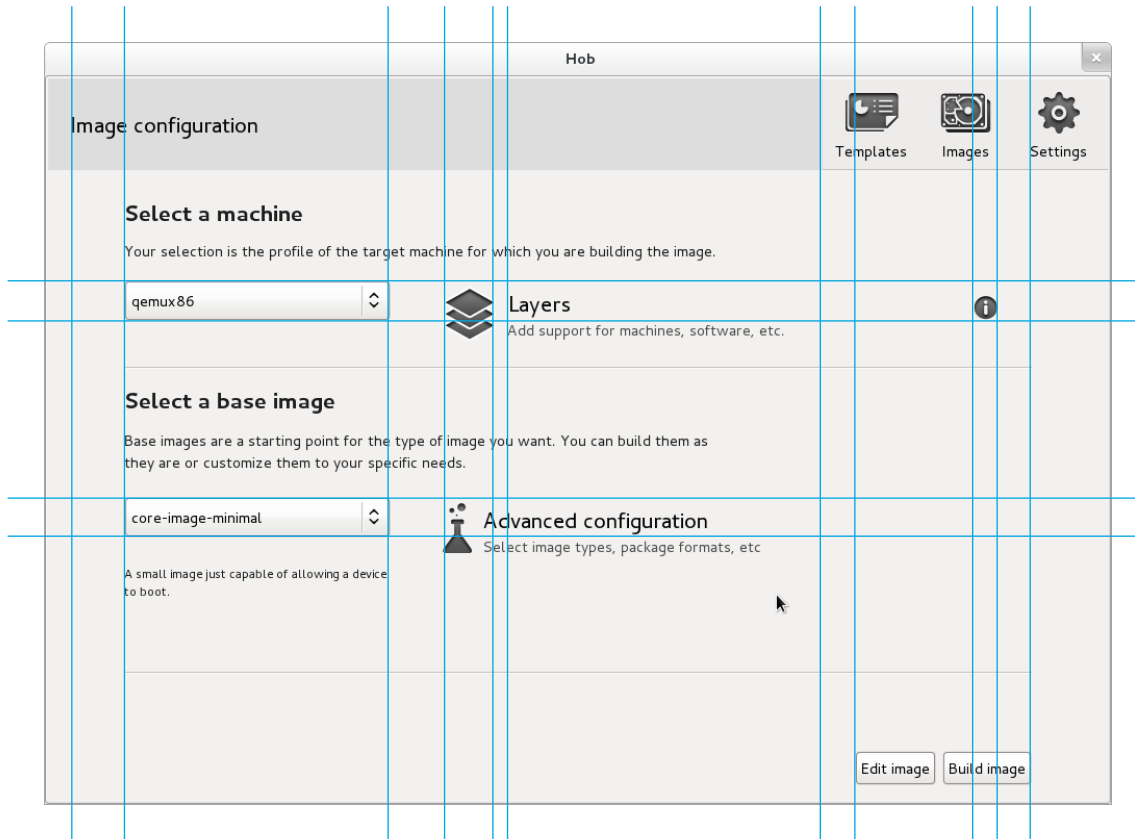 Hob
Image configuration
Templates
Images
Settings
Select a machine
Your selection is the profile of the target machine for which you are building the image.
qemux86
Layers
Add support for machines, software, etc.
Select a base image
Base images are a starting point for the type of image you want. You can build them as
they are or customize them to your specific needs.
core-image-minimal
Advanced configuration
Select image types, package formats, etc
A small image just capable of allowing a device
to boot.
Edit image
Build image